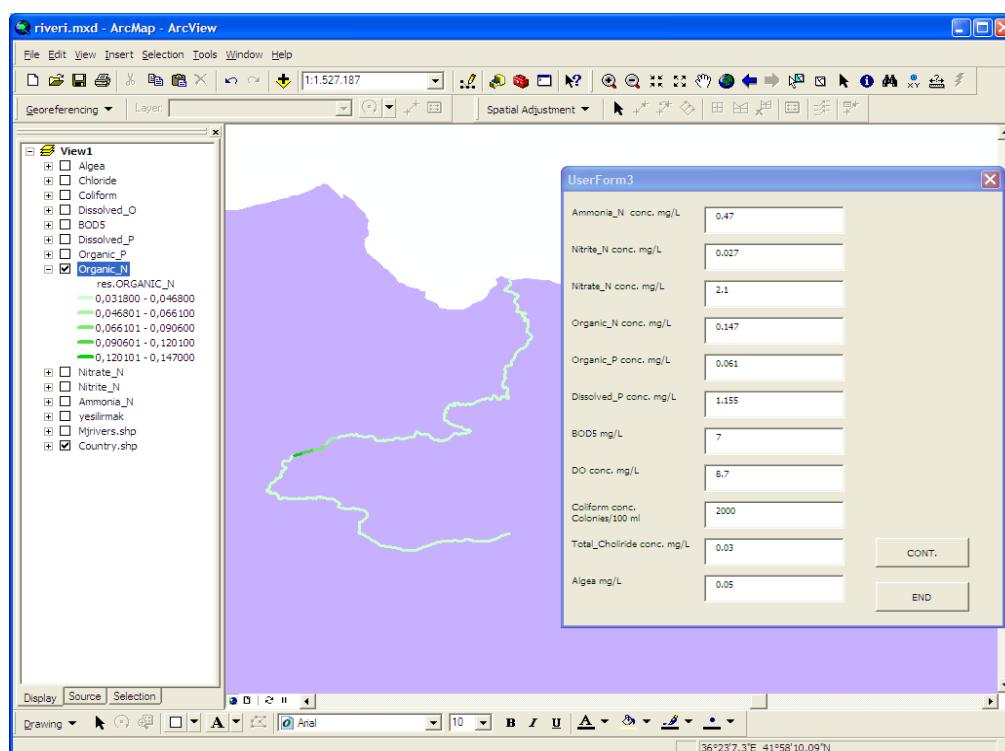 riveri.mxd - ArcMap - ArcView
File Edit View Insert Selection Tools Window Help
1:1.527.187
Georeferencing Layer: Spatial Adjustment
View1
Algea
Chloride
Coliform
Dissolved_O
BOD5
Dissolved_P
Organic_P
Organic_N
res.ORGANIC_N
0,031800 - 0,046800
0,046801 - 0,066100
0,066101 - 0,090600
0,090601 - 0,120100
0,120101 - 0,147000
Nitrate_N
Nitrite_N
Ammonia_N
yesilirmak
Mjrivers.shp
Country.shp
UserForm3
Ammonia_N conc. mg/L 0.47
Nitrite_N conc. mg/L 0.027
Nitrate_N conc. mg/L 2.1
Organic_N conc. mg/L 0.147
Organic_P conc. mg/L 0.061
Dissolved_P conc. mg/L 1.155
BOD5 mg/L 7
DO conc. mg/L 8.7
Coliform conc.
Colonies/100 ml 2000
Total_Choliride conc. mg/L 0.03
CONT.
Algea mg/L 0.05
END
Display Source Selection
Drawing A Arial 10 B I U A
36°23'7.3"E 41°58'10.09"N